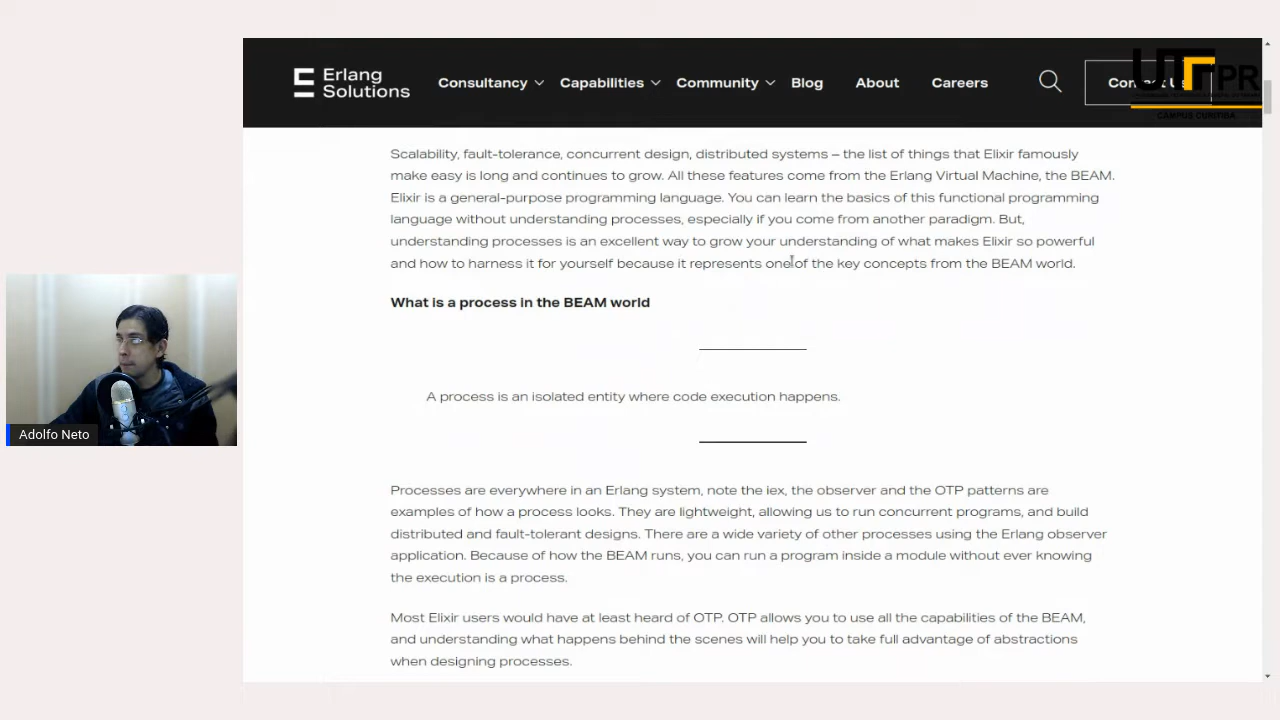 Erlang
Solutions
Consultancy
Capabilities
Community
Blog
About
Careers
UTFPR
CAMPUS CURITIBA
Scalability, fault-tolerance, concurrent design, distributed systems – the list of things that Elixir famously
make easy is long and continues to grow. All these features come from the Erlang Virtual Machine, the BEAM.
Elixir is a general-purpose programming language. You can learn the basics of this functional programming
language without understanding processes, especially if you come from another paradigm. But,
understanding processes is an excellent way to grow your understanding of what makes Elixir so powerful
and how to harness it for yourself because it represents one of the key concepts from the BEAM world.
What is a process in the BEAM world
A process is an isolated entity where code execution happens.
Processes are everywhere in an Erlang system, note the iex, the observer and the OTP patterns are
examples of how a process looks. They are lightweight, allowing us to run concurrent programs, and build
distributed and fault-tolerant designs. There are a wide variety of other processes using the Erlang observer
application. Because of how the BEAM runs, you can run a program inside a module without ever knowing
the execution is a process.
Most Elixir users would have at least heard of OTP. OTP allows you to use all the capabilities of the BEAM,
and understanding what happens behind the scenes will help you to take full advantage of abstractions
when designing processes.
Adolfo Neto